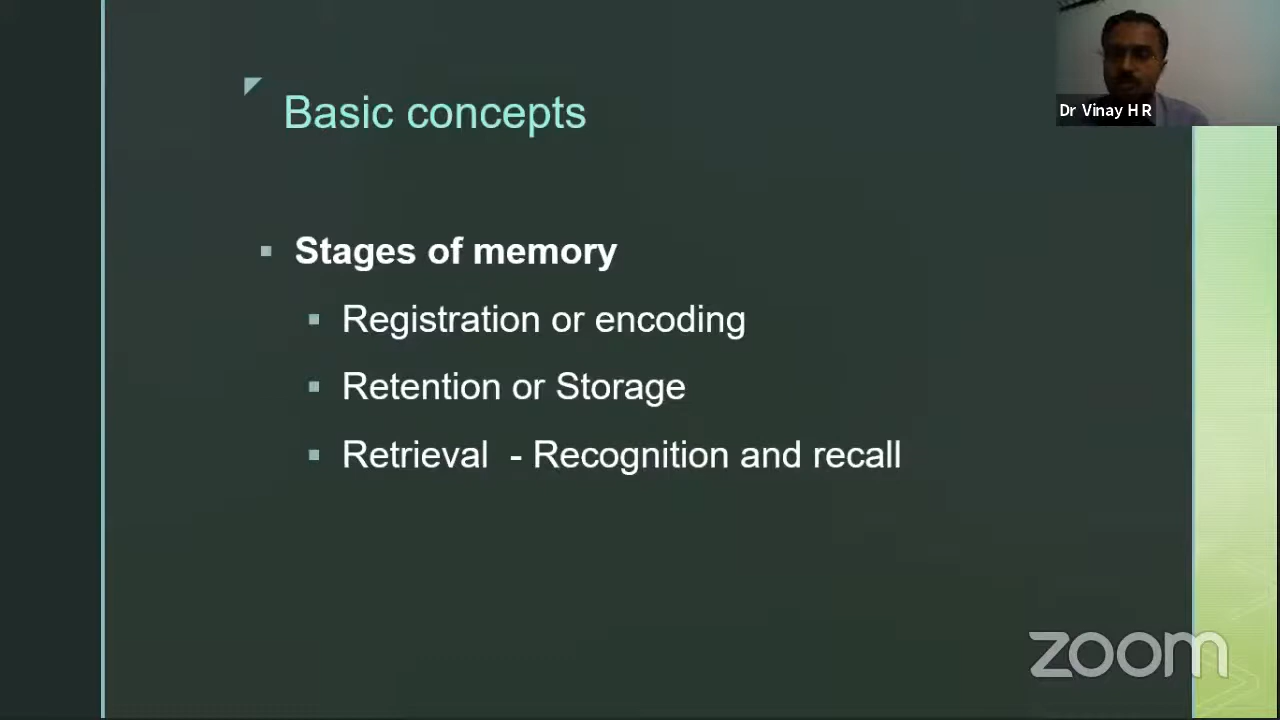 Basic concepts
Dr Vinay H R
Stages of memory
Registration or encoding
Retention or Storage
Retrieval - Recognition and recall
zoom